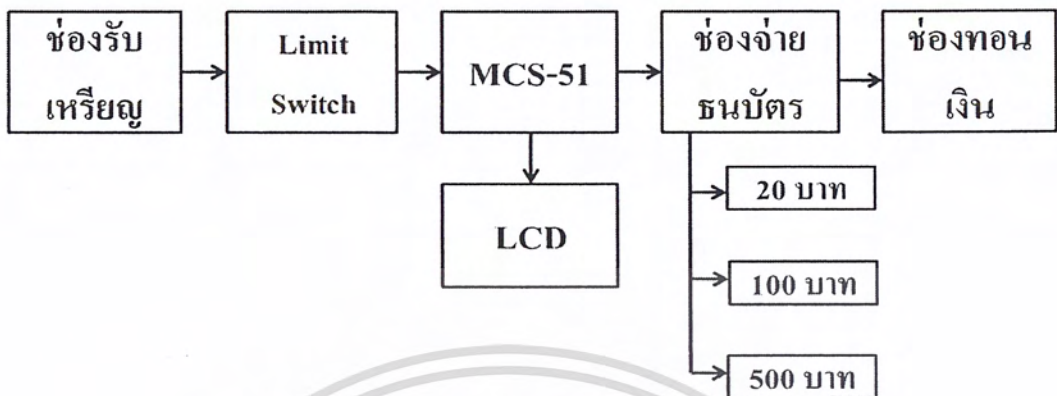 ช่องรับ
เหรียญ
Limit
Switch
MCS-51
ช่องจ่าย
ธนบัตร
ช่องทอน
เงิน
LCD
20 บาท
100 บาท
500 บาท